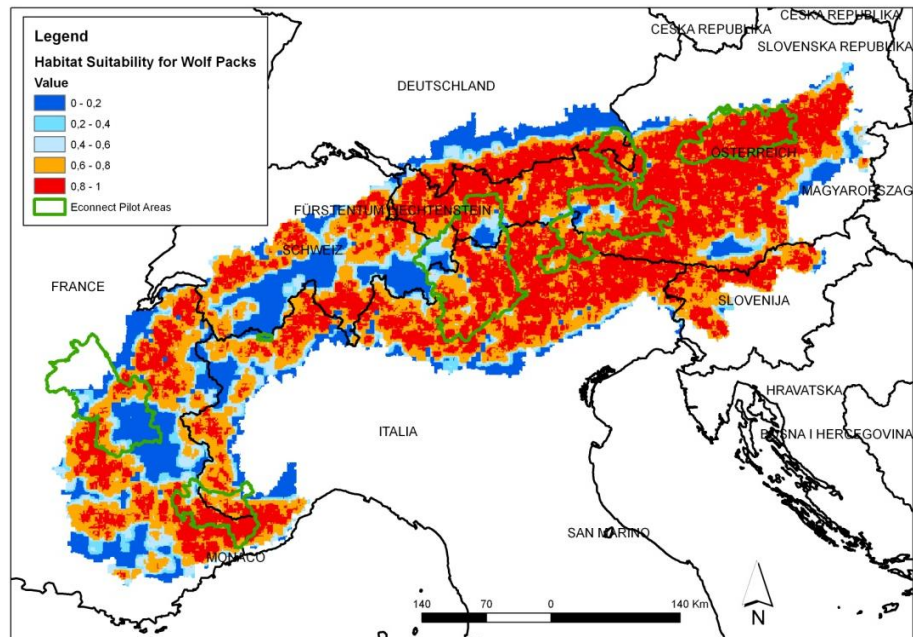 Legend
Habitat Suitability for Wolf Packs
Value
0 - 0,2
0,2 - 0,4
0,4 - 0,6
0,6 - 0,8
0,8 - 1
Econnect Pilot Areas
CESKA REPUBLIKA
CESKA REPUBLIKA
SLOVENSKA REPUBLIKA
DEUTSCHLAND
ÖSTERREICH
MAGYARORSZAG
FÜRSTENTUM LIECHTENSTEIN
SCHWEIZ
FRANCE
SLOVENIJA
HRAVATSKA
ITALIA
BOSNA I HERCEGOVINA
SAN MARINO
MONACO
140 70 0 140 Km
N